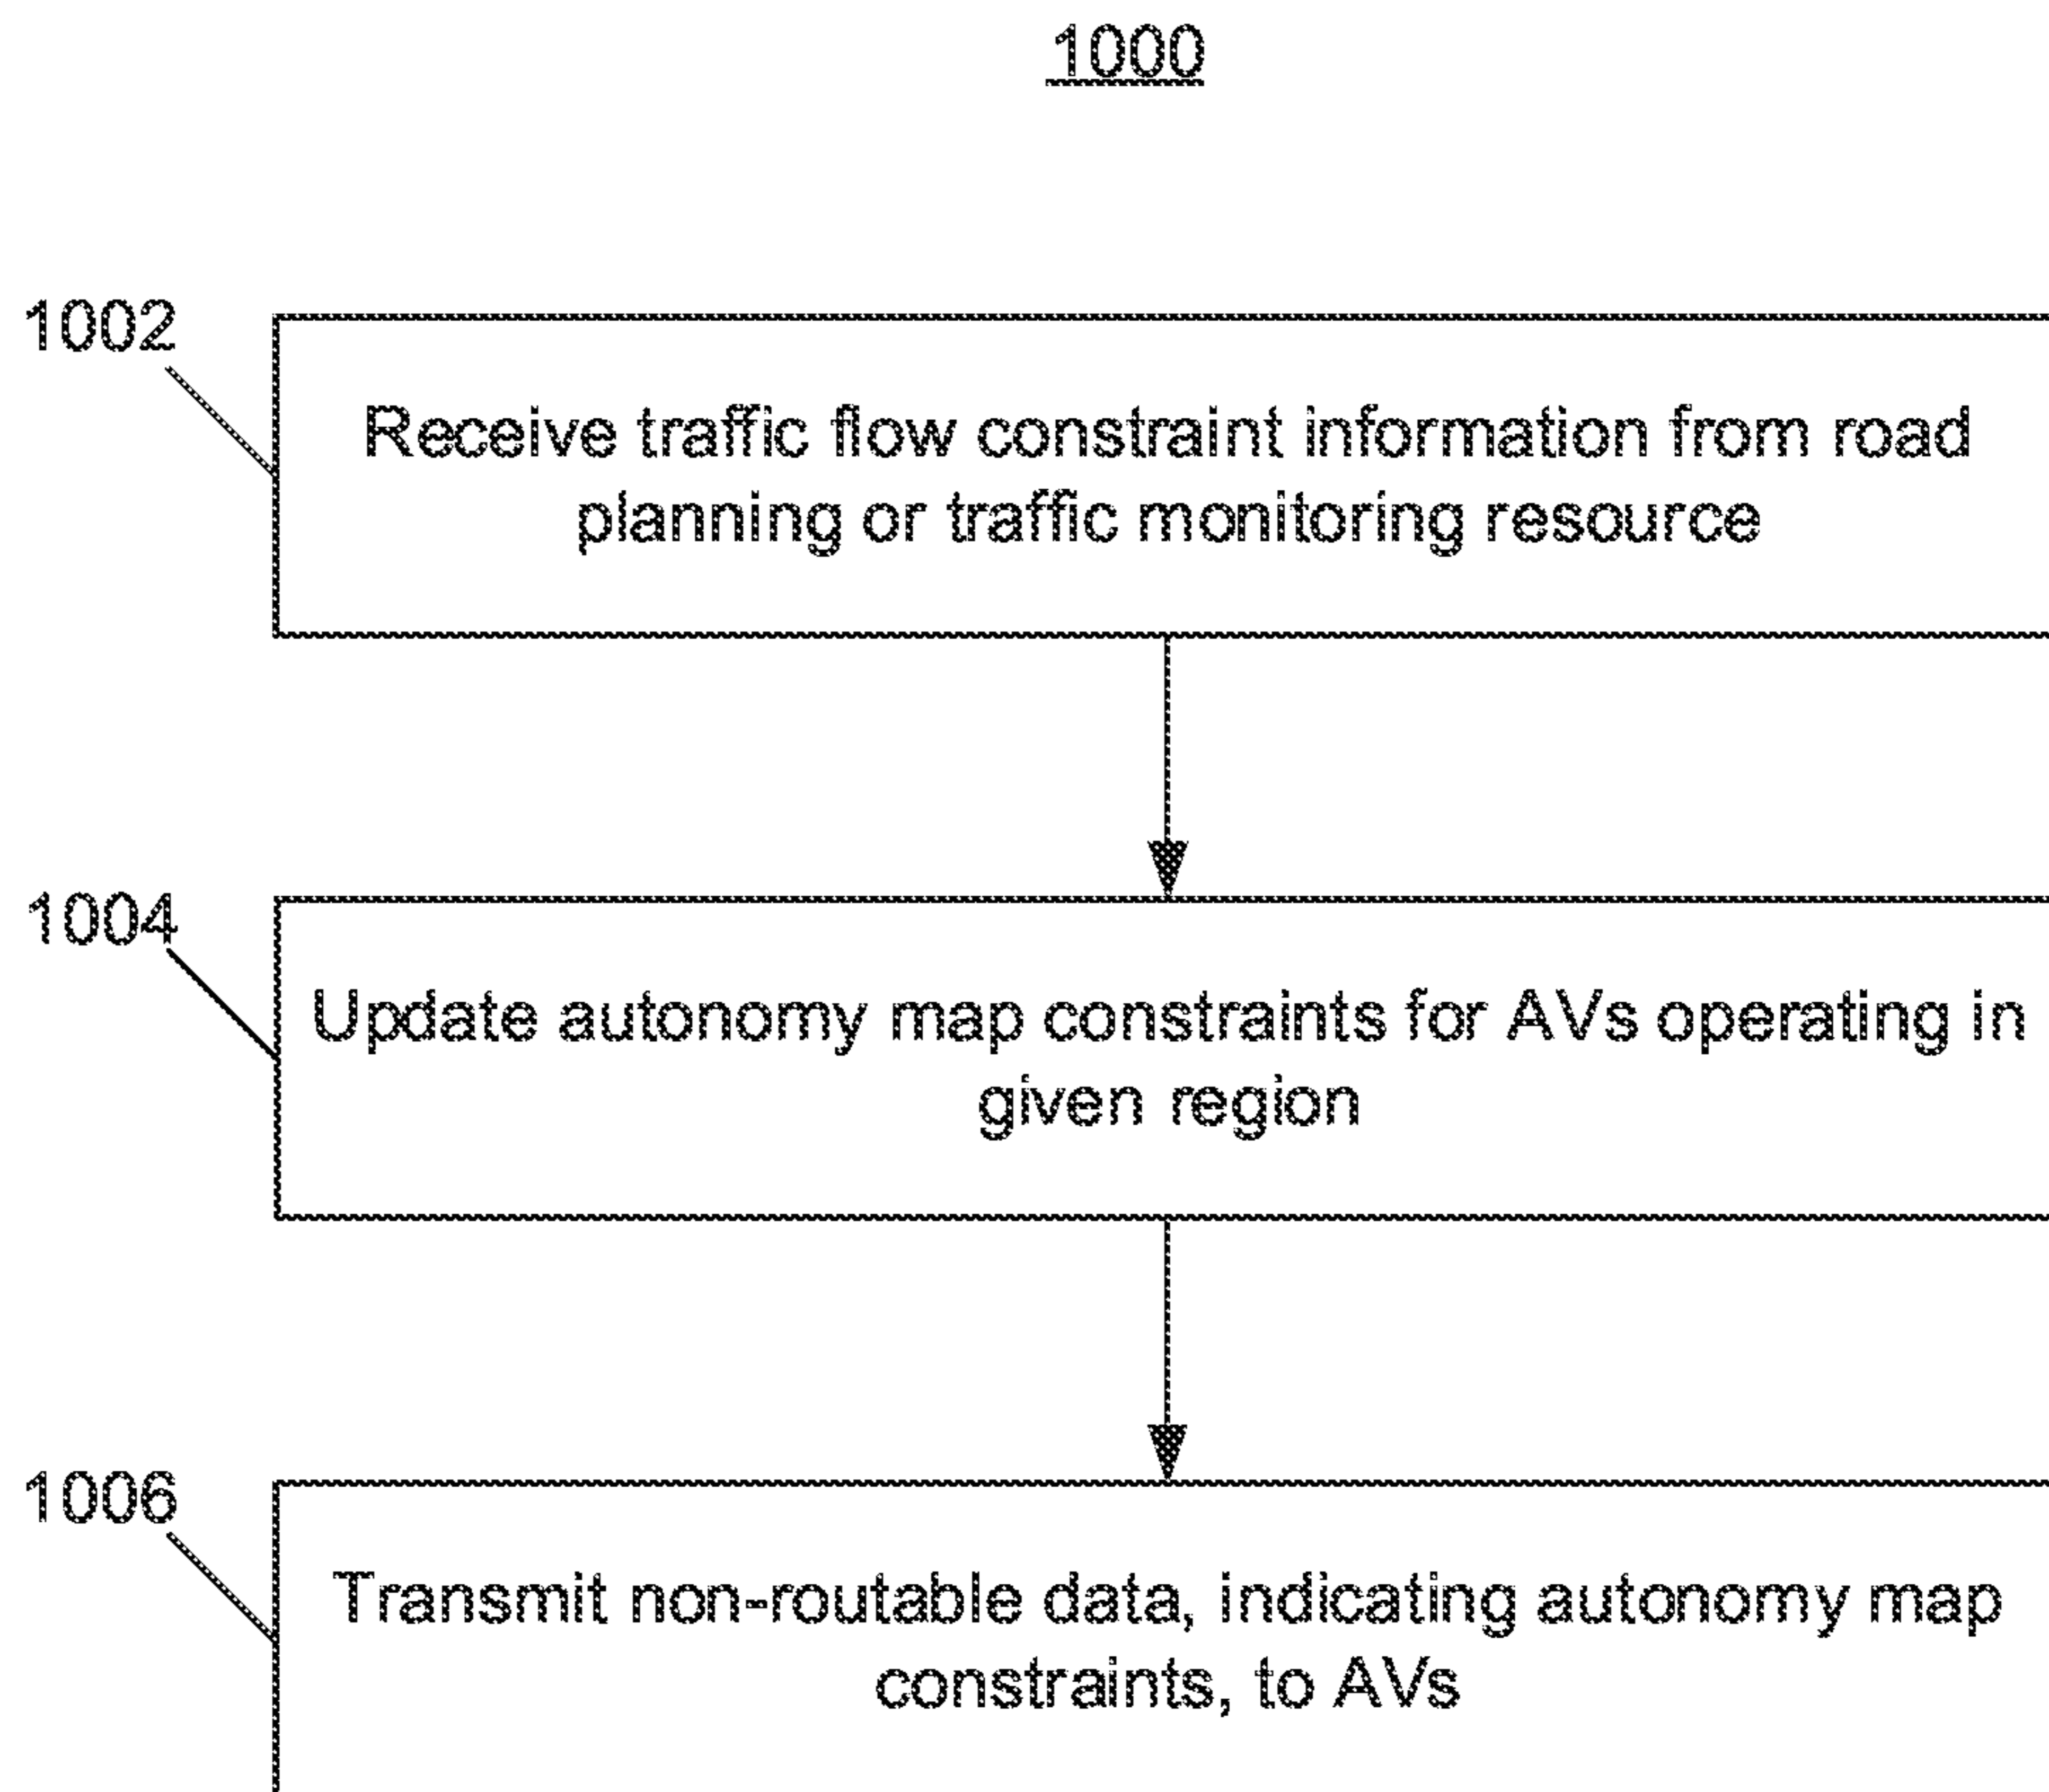 1000
1002
Receive traffic flow constraint information from road
planning or traffic monitoring resource
1004
Update autonomy map constraints for AVs operating in
given region
1006
Transmit non-routable data, indicating autonomy map
constraints, to AVs